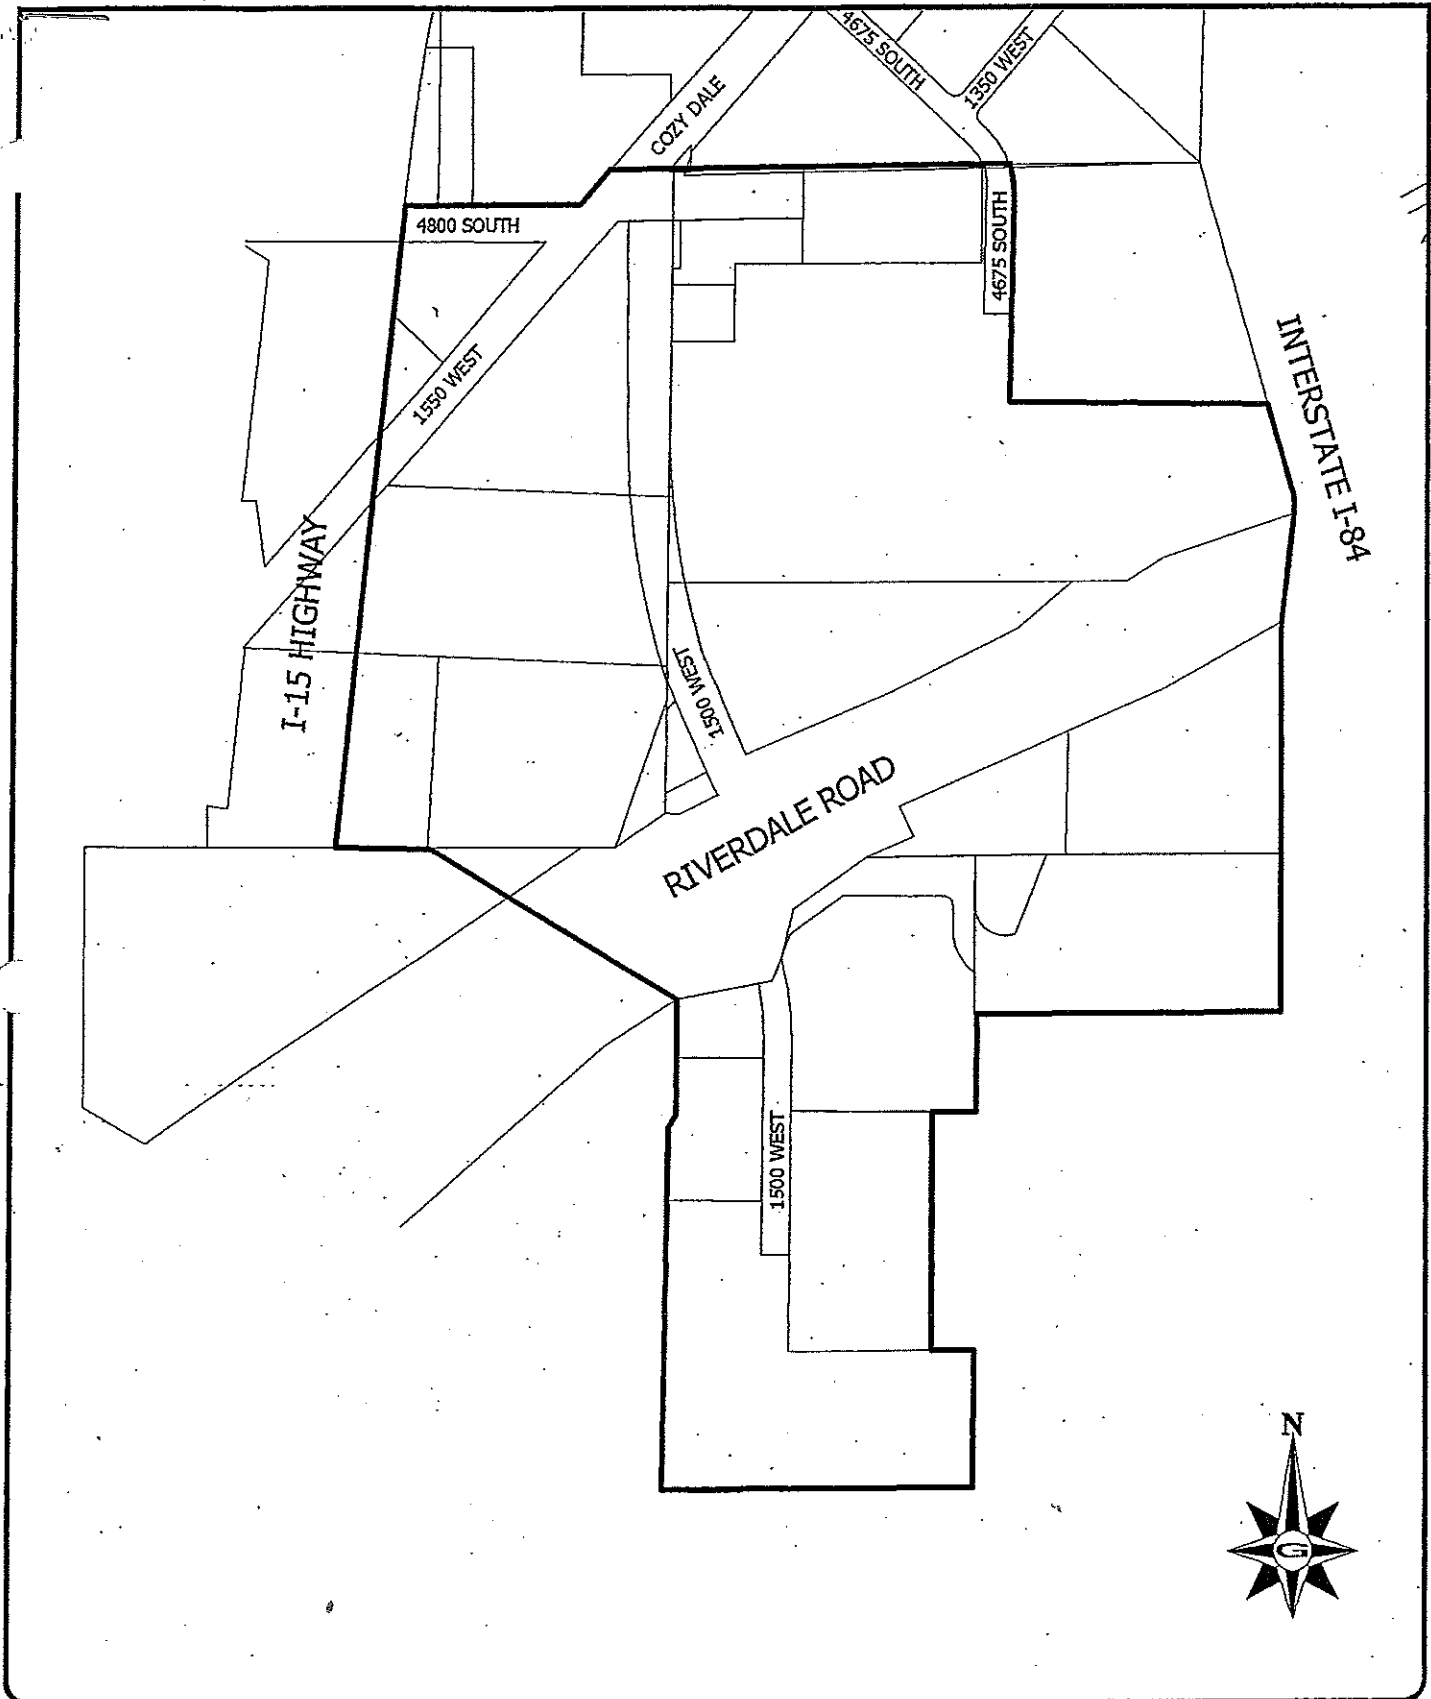 4675 SOUTH
1350 WEST
COZY DALE
4800 SOUTH
4675 SOUTH
1550 WEST
INTERSTATE I-84
I-15 HIGHWAY
1500 WEST
RIVERDALE ROAD
1500 WEST
N
G